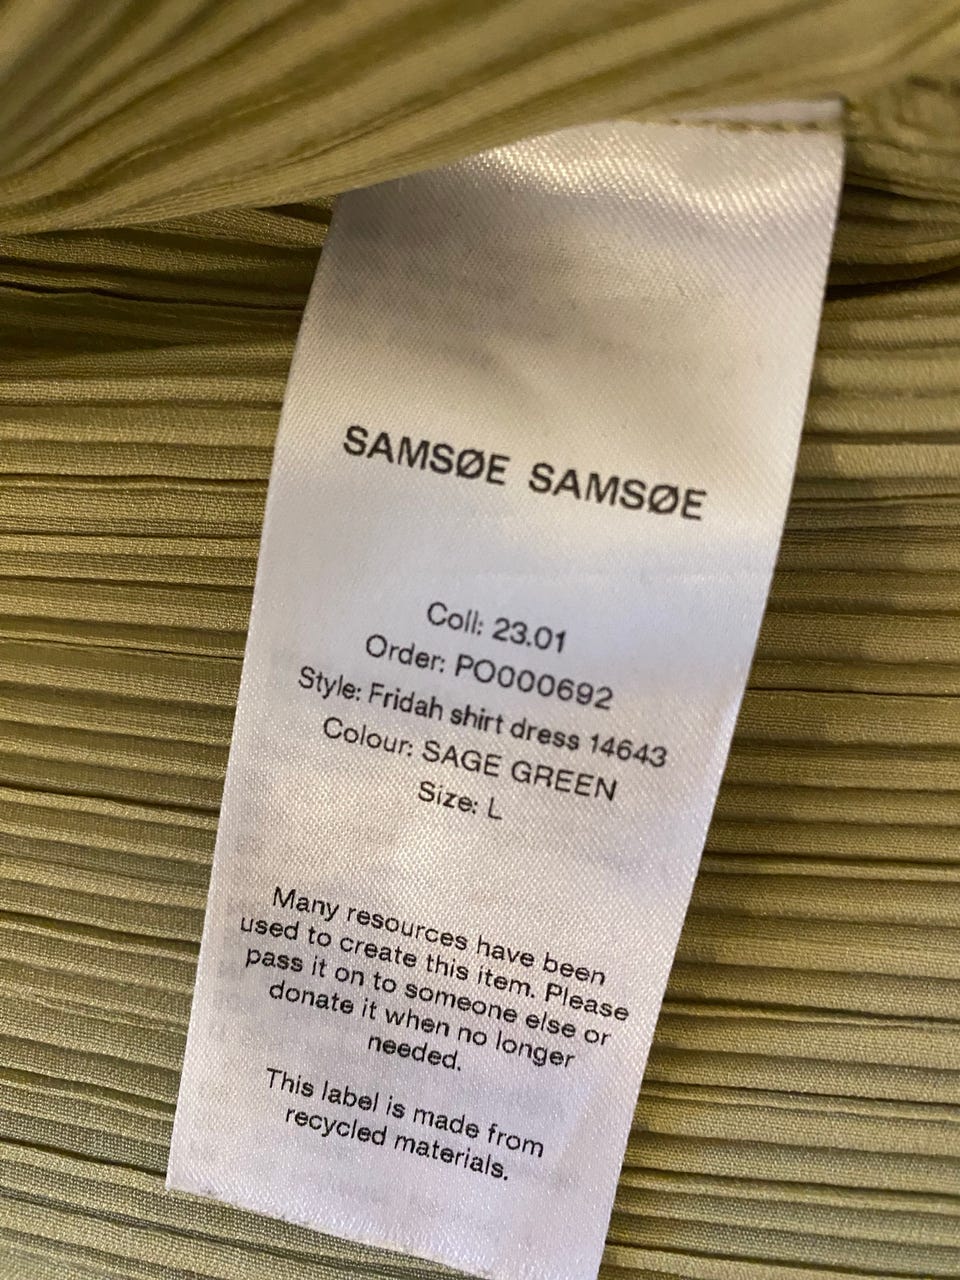 SAMSØE SAMSØE
Coll: 23.01
Order: PO000692
Style: Fridah shirt dress 14643
Colour: SAGE GREEN
Size: L
Many resources have been
used to create this item. Please
pass it on to someone else or
donate it when no longer
needed.
This label is made from
recycled materials.